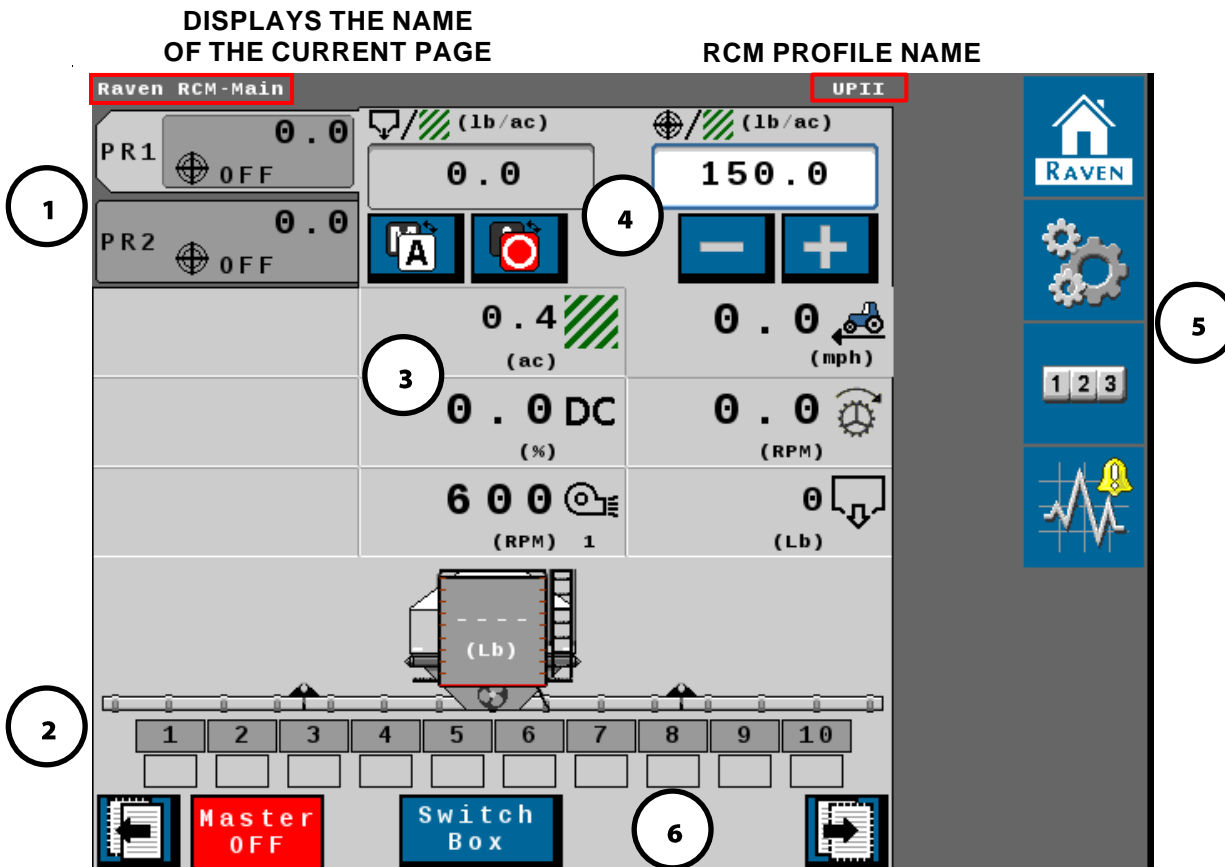 DISPLAYS THE NAME
OF THE CURRENT PAGE
RCM PROFILE NAME
Raven RCM-Main
UPII
PR1
0.0
OFF
(lb/ac)
0.0
(lb/ac)
150.0
RAVEN
1
PR2
0.0
OFF
A
4
0.4
(ac)
0.0
(mph)
5
3
1 2 3
0.0 DC
(%)
0.0
(RPM)
600
(RPM) 1
0
(Lb)
----
(Lb)
2
1 2 3 4 5 6 7 8 9 10
Master
OFF
Switch
Box
6